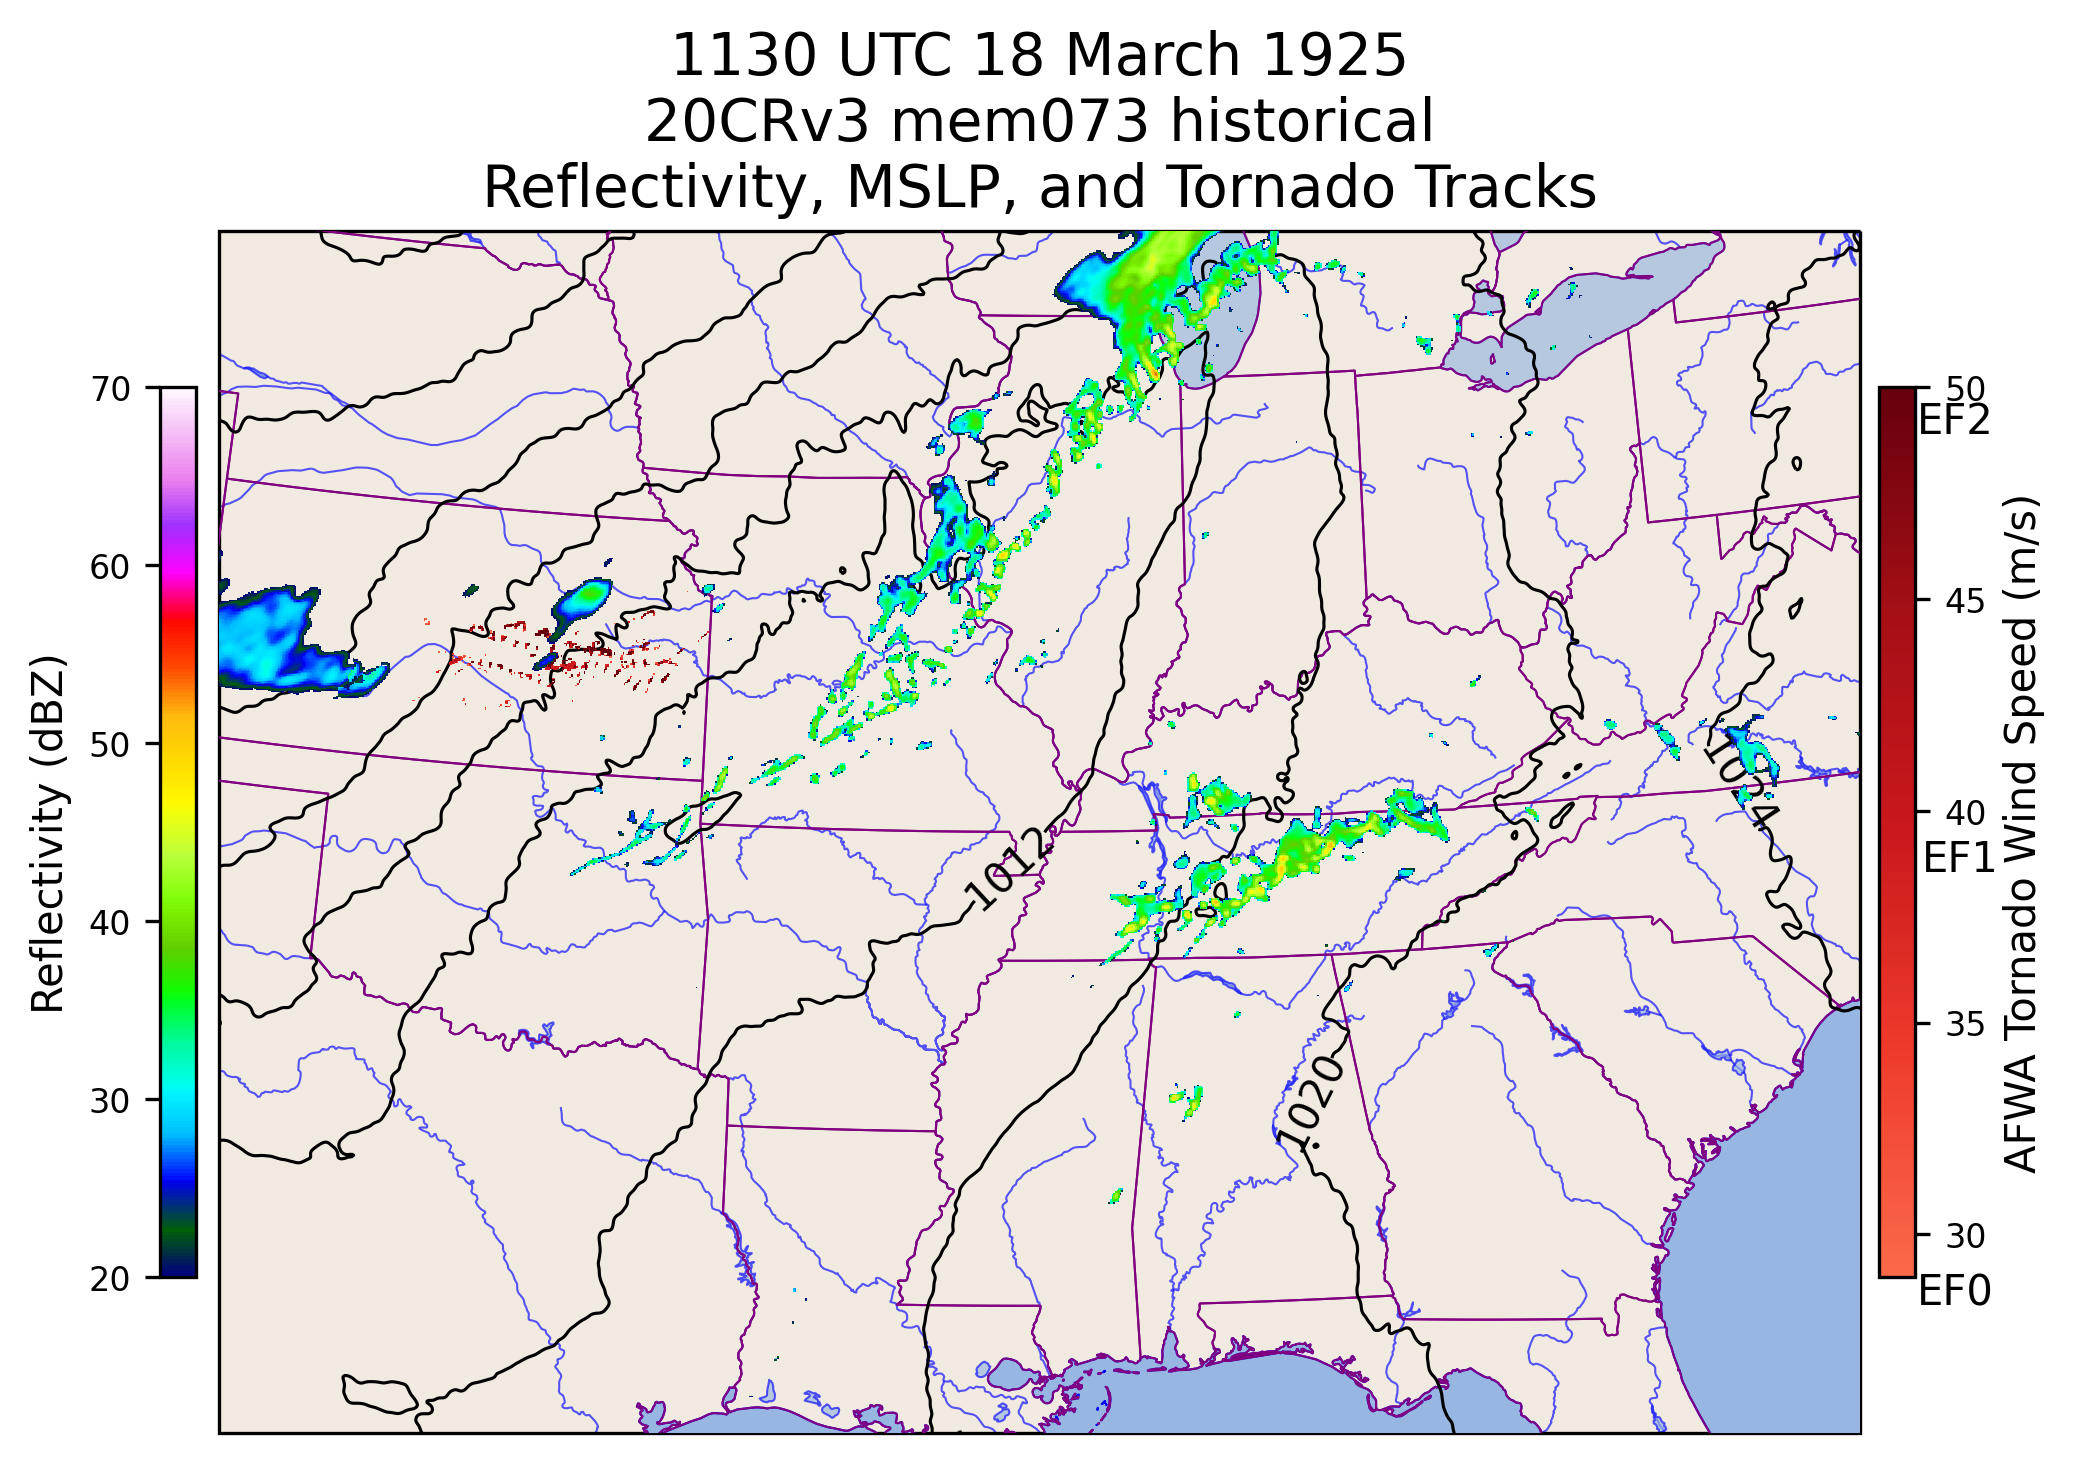 1130 UTC 18 March 1925
20CRv3 mem073 historical
Reflectivity, MSLP, and Tornado Tracks
Reflectivity (dBZ)
70
60
50
40
30
20
1012
1020
1024
50
EF2
45
40
EF1
35
30
EF0
AFWA Tornado Wind Speed (m/s)